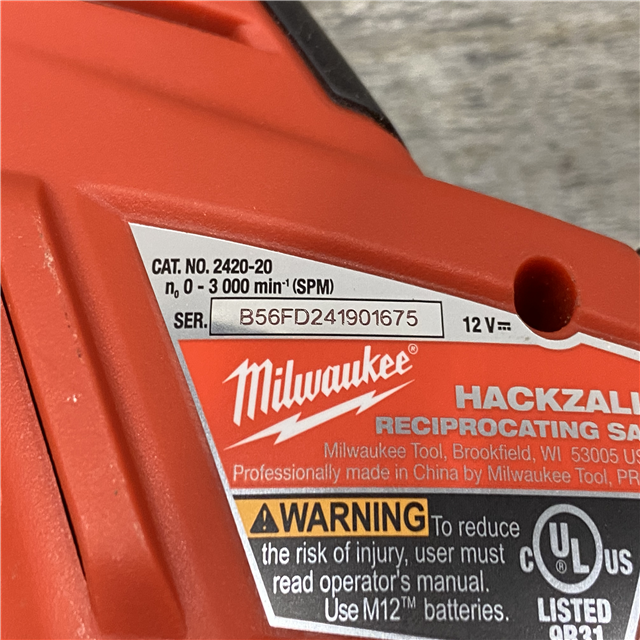 CAT. NO. 2420-20
n₀ 0 - 3 000 min⁻¹ (SPM)
SER. B56FD241901675 12 V⎓
Milwaukee®
HACKZALL
RECIPROCATING SA
Milwaukee Tool, Brookfield, WI 53005 US
Professionally made in China by Milwaukee Tool, PR
⚠WARNING To reduce
the risk of injury, user must
read operator's manual.
Use M12™ batteries.
C UL US
LISTED
9B31